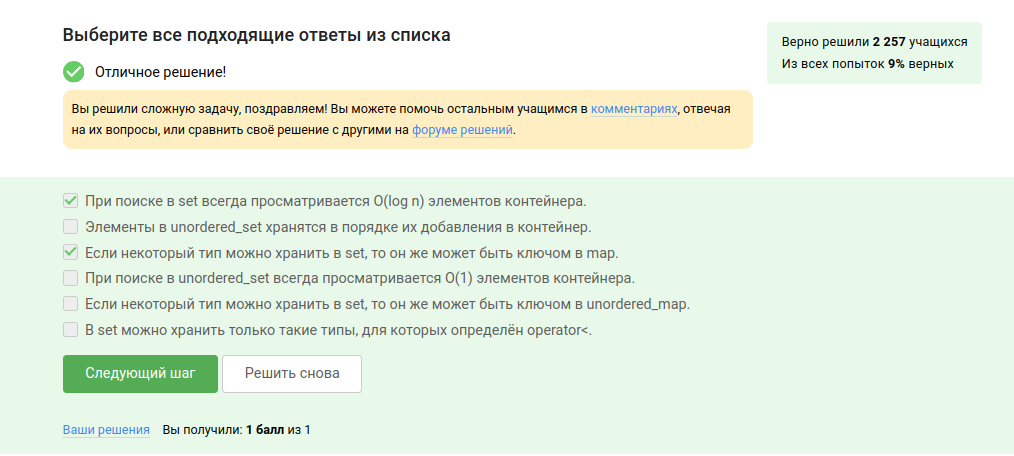 Выберите все подходящие ответы из списка
Верно решили 2 257 учащихся
Из всех попыток 9% верных
Отличное решение!
Вы решили сложную задачу, поздравляем! Вы можете помочь остальным учащимся в комментариях, отвечая
на их вопросы, или сравнить своё решение с другими на форуме решений.
При поиске в set всегда просматривается O(log n) элементов контейнера.
Элементы в unordered_set хранятся в порядке их добавления в контейнер.
Если некоторый тип можно хранить в set, то он же может быть ключом в map.
При поиске в unordered_set всегда просматривается O(1) элементов контейнера.
Если некоторый тип можно хранить в set, то он же может быть ключом в unordered_map.
В set можно хранить только такие типы, для которых определён operator<.
Следующий шаг
Решить снова
Ваши решения Вы получили: 1 балл из 1